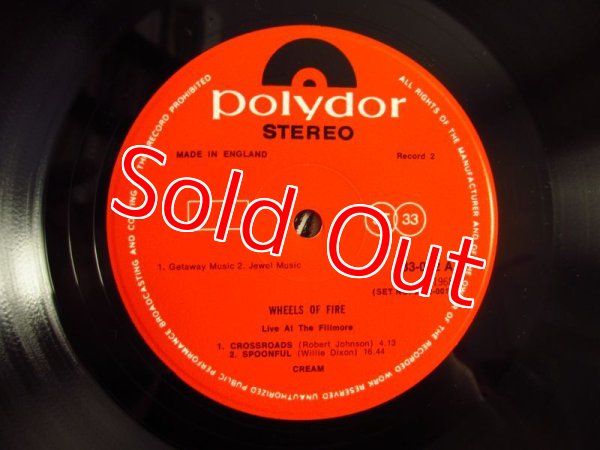 polydor
STEREO
MADE IN ENGLAND
Record 2
33
1. Getaway Music 2. Jewel Music
WHEELS OF FIRE
Live At The Fillmore
1. CROSSROADS (Robert Johnson) 4.13
2. SPOONFUL (Willie Dixon) 16.44
CREAM
ALL RIGHTS OF THE MANUFACTURER AND OF THE OF THE RECORDED WORK RESERVED UNAUTHORIZED PUBLIC PERFORMANCE BROADCASTING AND THE RECORD PROHIBITED
Sold Out